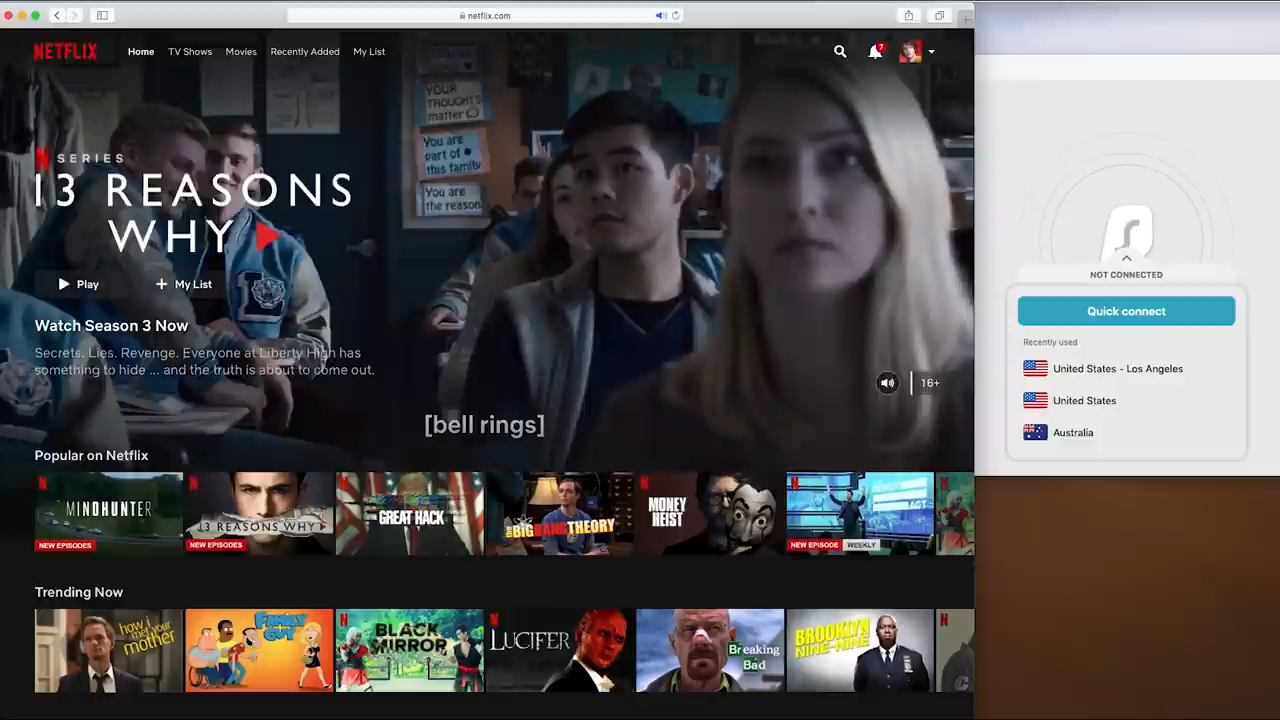 netflix.com
NETFLIX
Home
TV Shows
Movies
Recently Added
My List
7
YOUR
THOUGHTS
matter
You are
part of
this family
You are
the reason
N SERIES
13 REASONS
WHY
Play
+ My List
Watch Season 3 Now
Secrets. Lies. Revenge. Everyone at Liberty High has
something to hide ... and the truth is about to come out.
16+
[bell rings]
Popular on Netflix
MINDHUNTER
NEW EPISODES
13 REASONS WHY
NEW EPISODES
GREAT HACK
THE BIG BANG THEORY
MONEY
HEIST
NEW EPISODE
WEEKLY
Trending Now
how i
met your
mother
FAMILY
GUY
BLACK
MIRROR
LUCIFER
Breaking
Bad
BROOKLYN
NINE-NINE
NOT CONNECTED
Quick connect
Recently used
United States - Los Angeles
United States
Australia